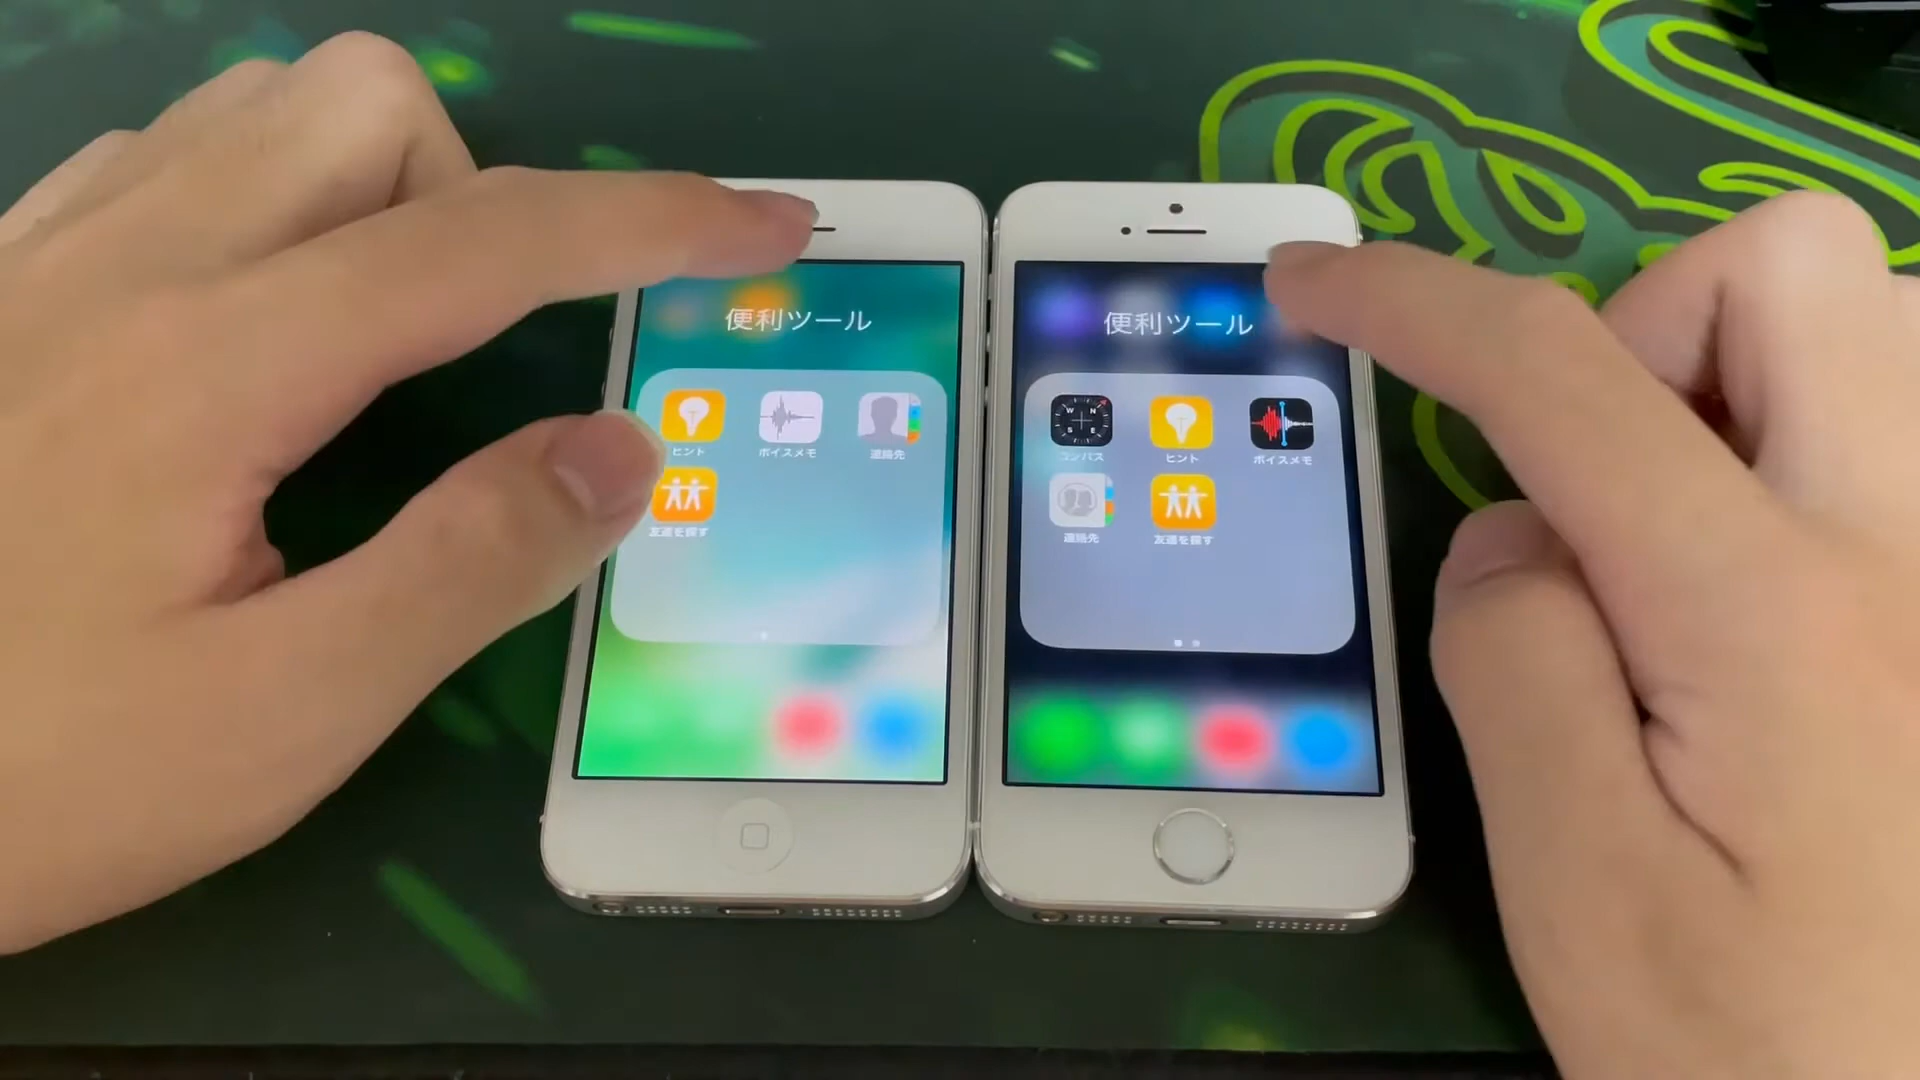 便利ツール
ヒント
ボイスメモ
連絡先
友達を探す
便利ツール
コンパス
ヒント
ボイスメモ
連絡先
友達を探す
W N
S E